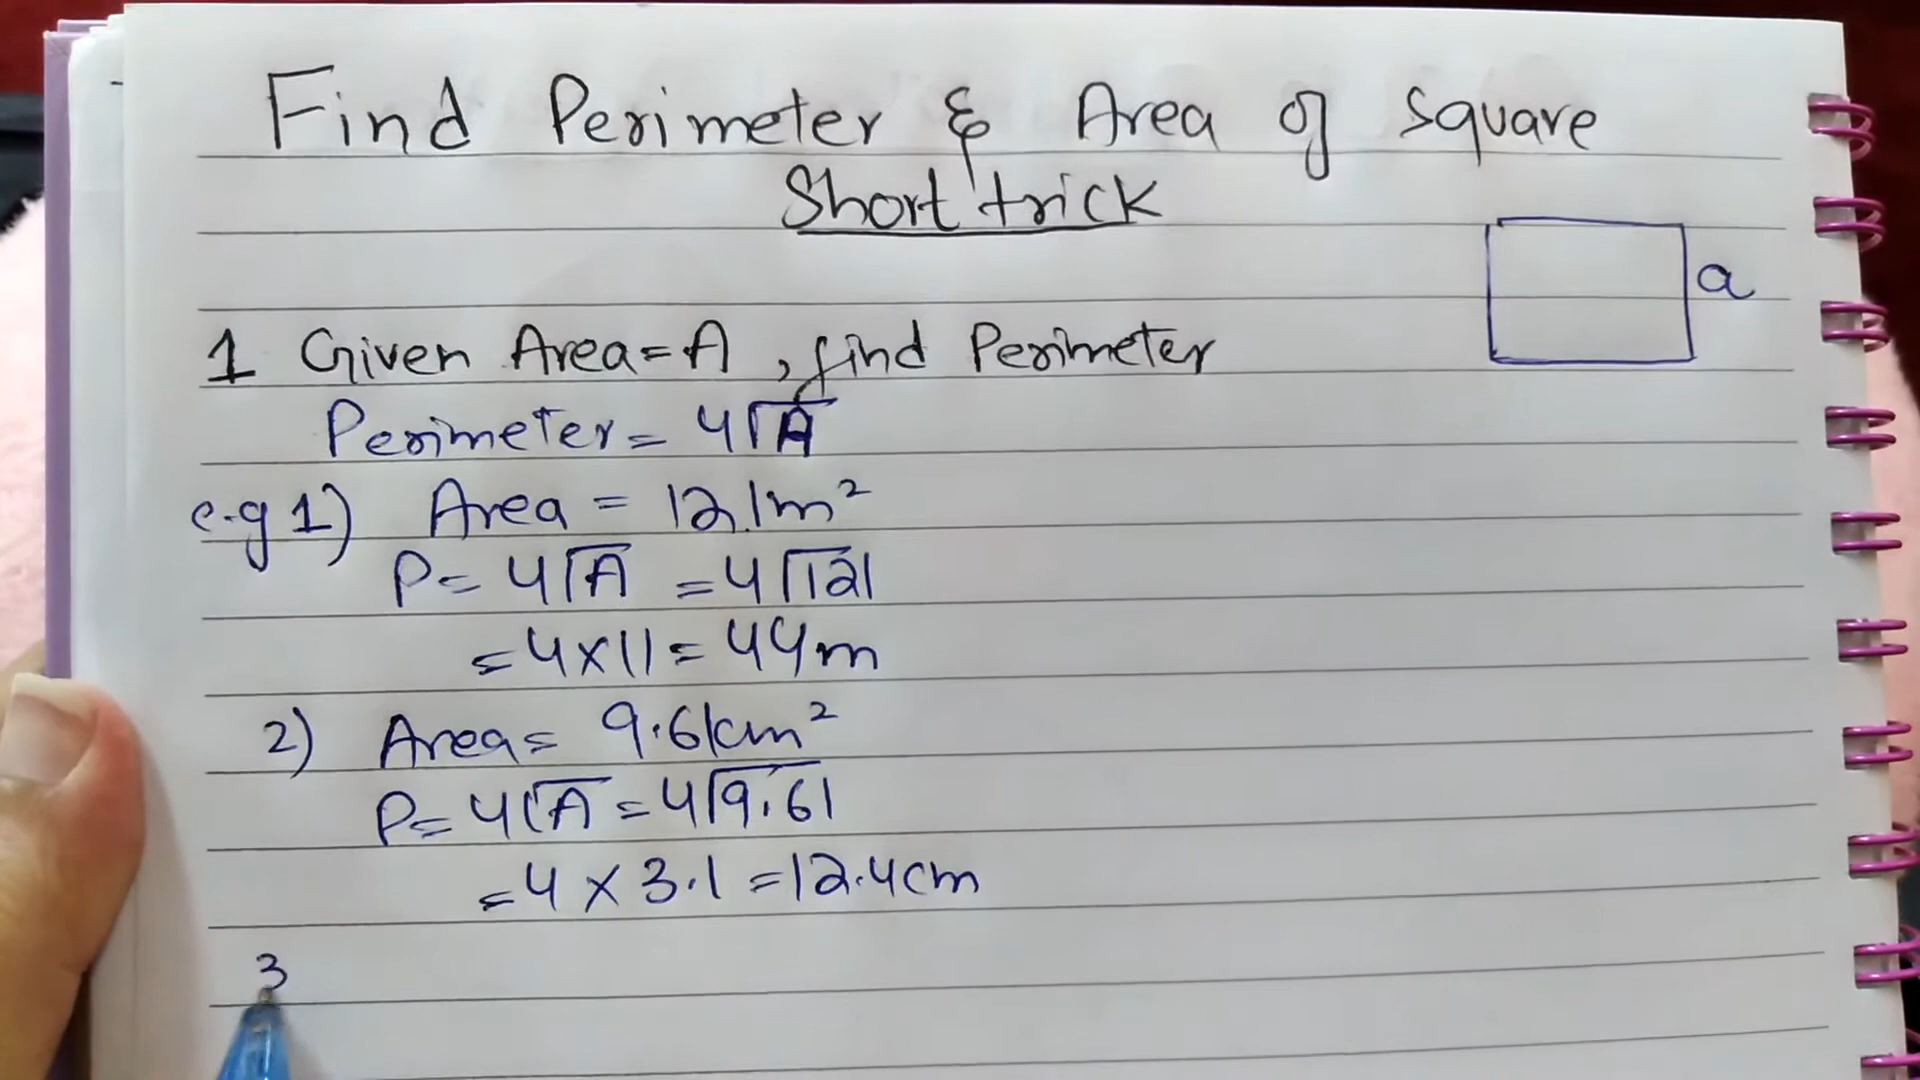 Find Perimeter & Area of square
Short trick
a
1 Given Area = A , find Perimeter
Perimeter = 4√A
e.g 1) Area = 121m²
P = 4√A = 4√121
= 4×11 = 44m
2) Area = 9.61cm²
P = 4√A = 4√9.61
= 4 × 3.1 = 12.4cm
3